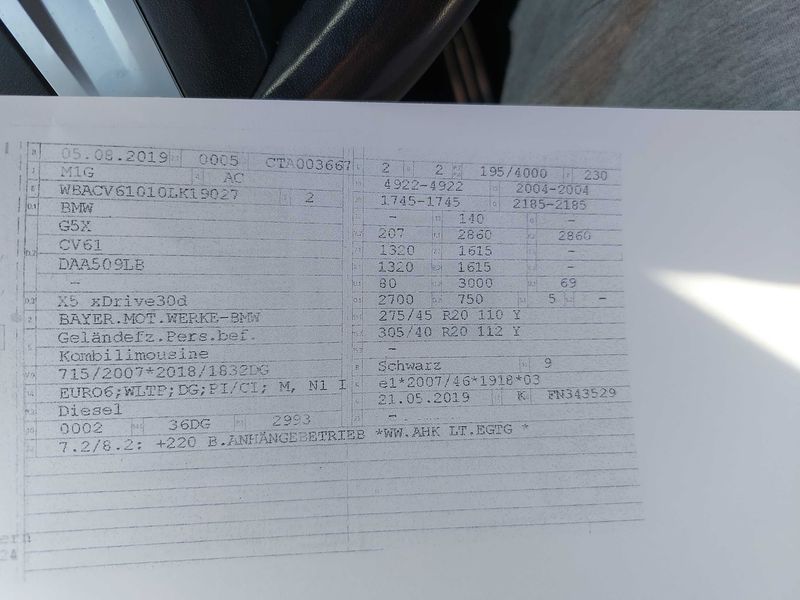 05.08.2019 0005 CTA003667
M1G AC
WBACV61010LK19027 2
BMW
G5X
CV61
DAA509LB
-
X5 xDrive30d
BAYER.MOT.WERKE-BMW
Geländefz.Pers.bef.
Kombilimousine
715/2007*2018/1832DG
EURO6;WLTP;DG;PI/CI; M, N1 I
Diesel
0002 36DG 2993
7.2/8.2: +220 B.ANHÄNGEBETRIEB *WW.AHK LT.EGTG *
2 2 195/4000 230
4922-4922 2004-2004
1745-1745 2185-2185
- 140 -
207 2860 2860
1320 1615 -
1320 1615 -
80 3000 69
2700 750 5 -
275/45 R20 110 Y
305/40 R20 112 Y
-
Schwarz 9
e1*2007/46*1918*03
21.05.2019 K FN343529
-
ern
24